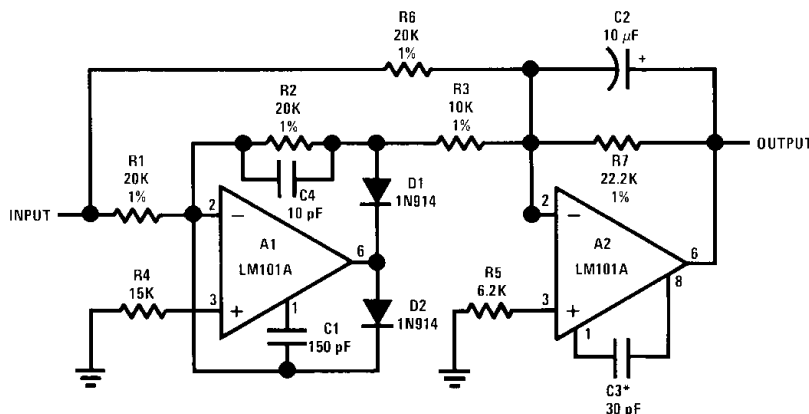 R6
20K
1%
C2
10 μF
+
R2
20K
1%
R3
10K
1%
R1
20K
1%
C4
10 pF
D1
1N914
R7
22.2K
1%
OUTPUT
INPUT
2
−
A1
LM101A
6
3
+
1
R4
15K
D2
1N914
C1
150 pF
2
−
A2
LM101A
6
8
3
+
1
R5
6.2K
C3*
30 pF